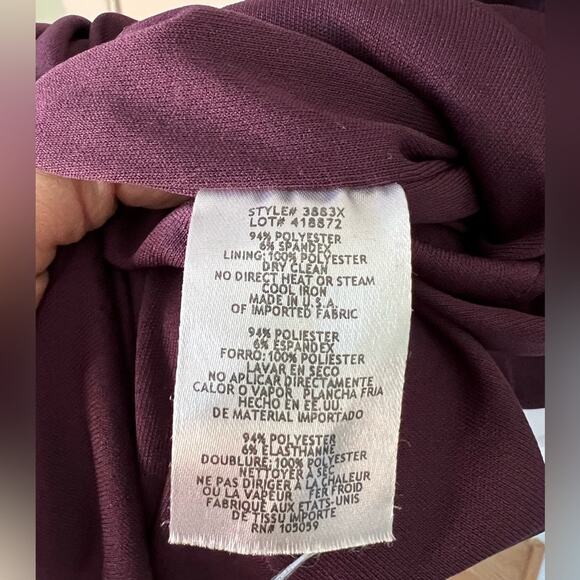 STYLE# 3883X
LOT# 418872
94% POLYESTER
6% SPANDEX
LINING: 100% POLYESTER
DRY CLEAN
NO DIRECT HEAT OR STEAM
COOL IRON
MADE IN U.S.A.
OF IMPORTED FABRIC
94% POLIESTER
6% ESPANDEX
FORRO: 100% POLIESTER
LAVAR EN SECO
NO APLICAR DIRECTAMENTE
CALOR O VAPOR PLANCHA FRIA
HECHO EN EE.UU.
DE MATERIAL IMPORTADO
94% POLYESTER
6% ELASTHANNE
DOUBLURE: 100% POLYESTER
NETTOYER A SEC
NE PAS DIRIGER A LA CHALEUR
OU LA VAPEUR FER FROID
FABRIQUE AUX ETATS-UNIS
DE TISSU IMPORTE
RN# 105059